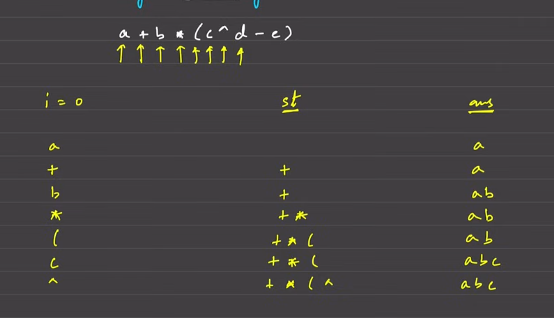 a + b * ( c ^ d - e )
i = 0 st ans
a a
+ + a
b + ab
* + * ab
( + * ( ab
c + * ( abc
^ + * ( ^ abc